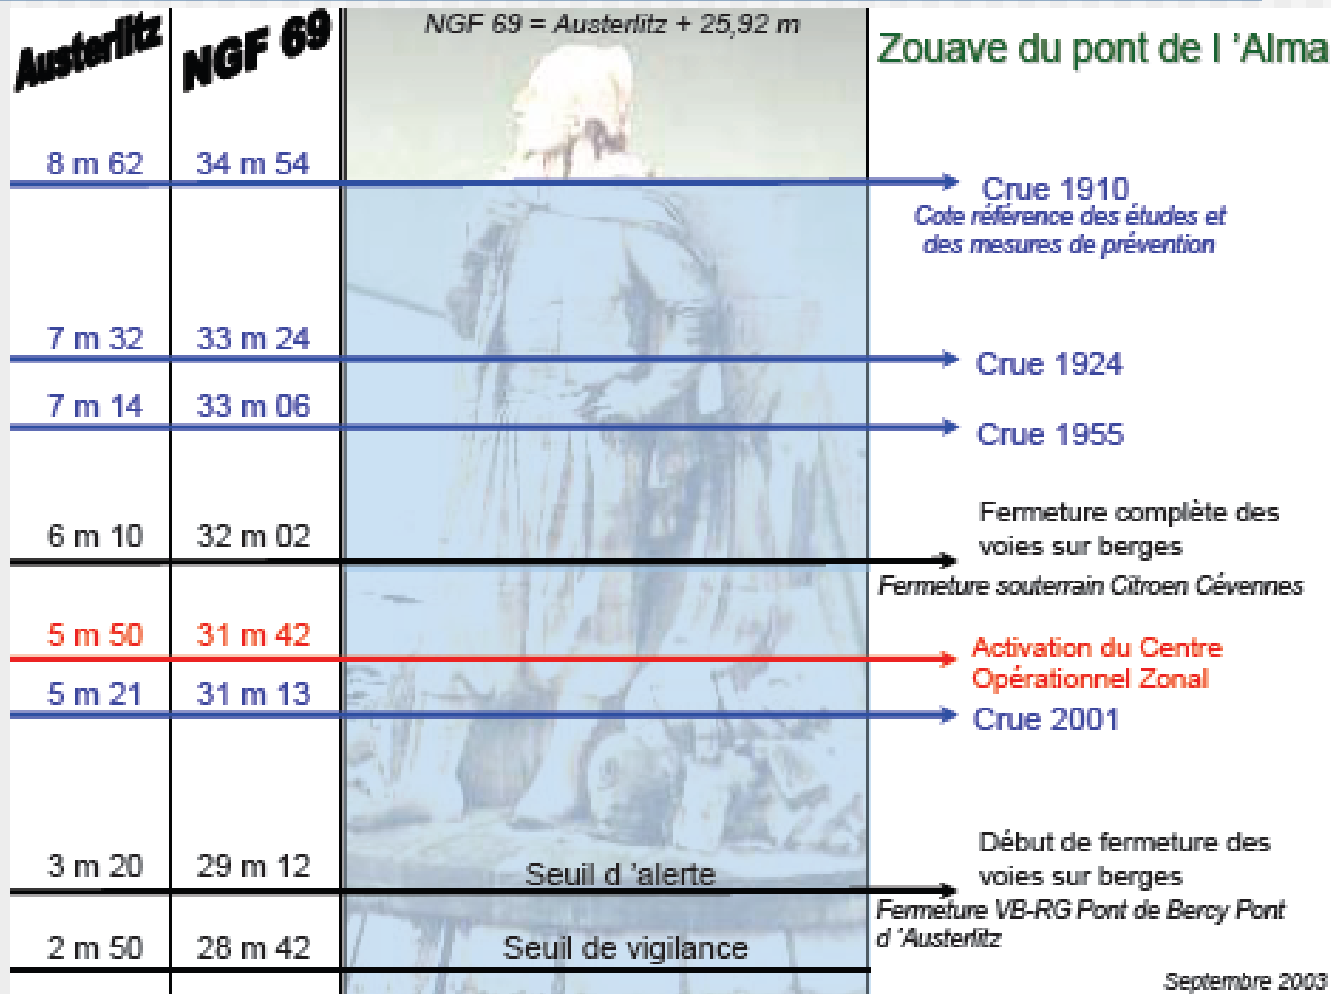 Austerlitz
NGF 69
NGF 69 = Austerlitz + 25,92 m
Zouave du pont de l 'Alma
8 m 62
34 m 54
Crue 1910
Cote référence des études et
des mesures de prévention
7 m 32
33 m 24
Crue 1924
7 m 14
33 m 06
Crue 1955
6 m 10
32 m 02
Fermeture complète des
voies sur berges
Fermeture souterrain Citroen Cévennes
5 m 50
31 m 42
Activation du Centre
Opérationnel Zonal
5 m 21
31 m 13
Crue 2001
3 m 20
29 m 12
Seuil d 'alerte
Début de fermeture des
voies sur berges
Fermeture VB-RG Pont de Bercy Pont
d 'Austerlitz
2 m 50
28 m 42
Seuil de vigilance
Septembre 2003